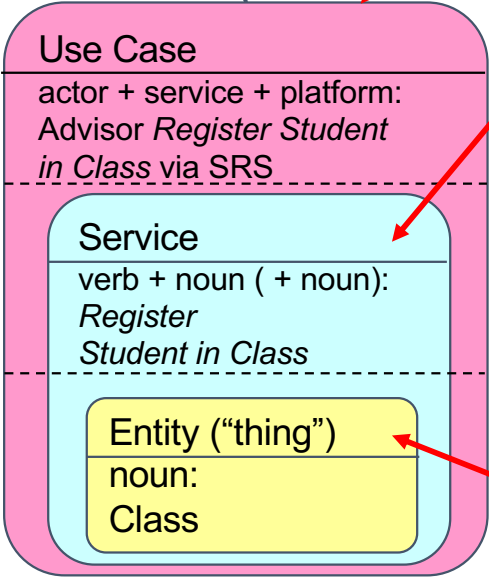 Use Case
actor + service + platform:
Advisor Register Student
in Class via SRS
Service
verb + noun ( + noun):
Register
Student in Class
Entity (“thing”)
noun:
Class